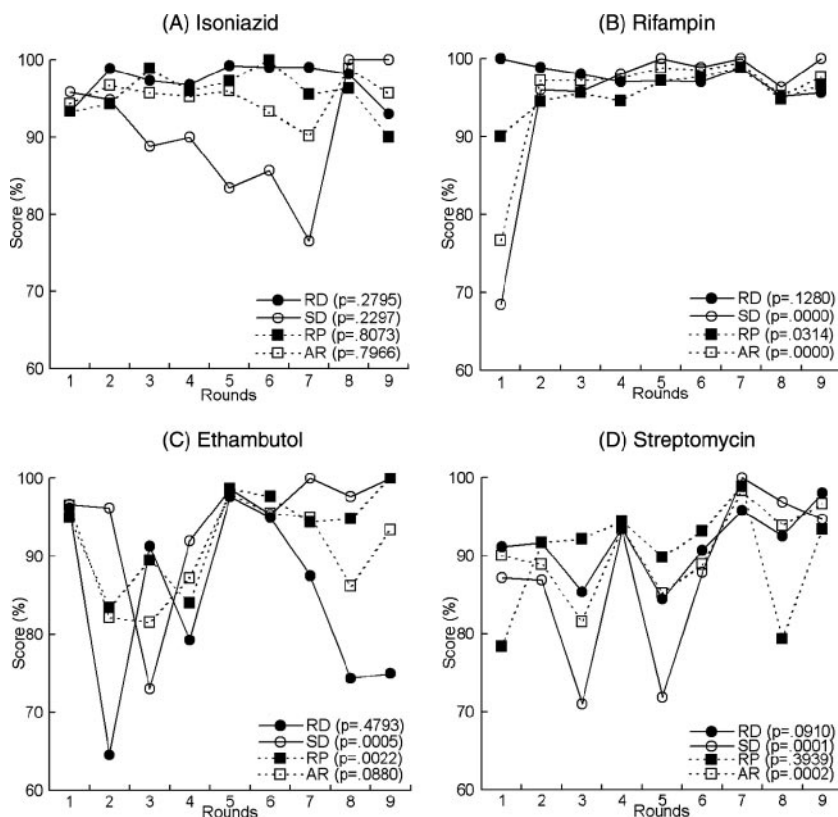 (A) Isoniazid
100
90
80
70
60
Score (%)
RD (p=.2795)
SD (p=.2297)
RP (p=.8073)
AR (p=.7966)
1 2 3 4 5 6 7 8 9
Rounds
(B) Rifampin
100
90
80
70
60
Score (%)
RD (p=.1280)
SD (p=.0000)
RP (p=.0314)
AR (p=.0000)
1 2 3 4 5 6 7 8 9
Rounds
(C) Ethambutol
100
90
80
70
60
Score (%)
RD (p=.4793)
SD (p=.0005)
RP (p=.0022)
AR (p=.0880)
1 2 3 4 5 6 7 8 9
Rounds
(D) Streptomycin
100
90
80
70
60
Score (%)
RD (p=.0910)
SD (p=.0001)
RP (p=.3939)
AR (p=.0002)
1 2 3 4 5 6 7 8 9
Rounds